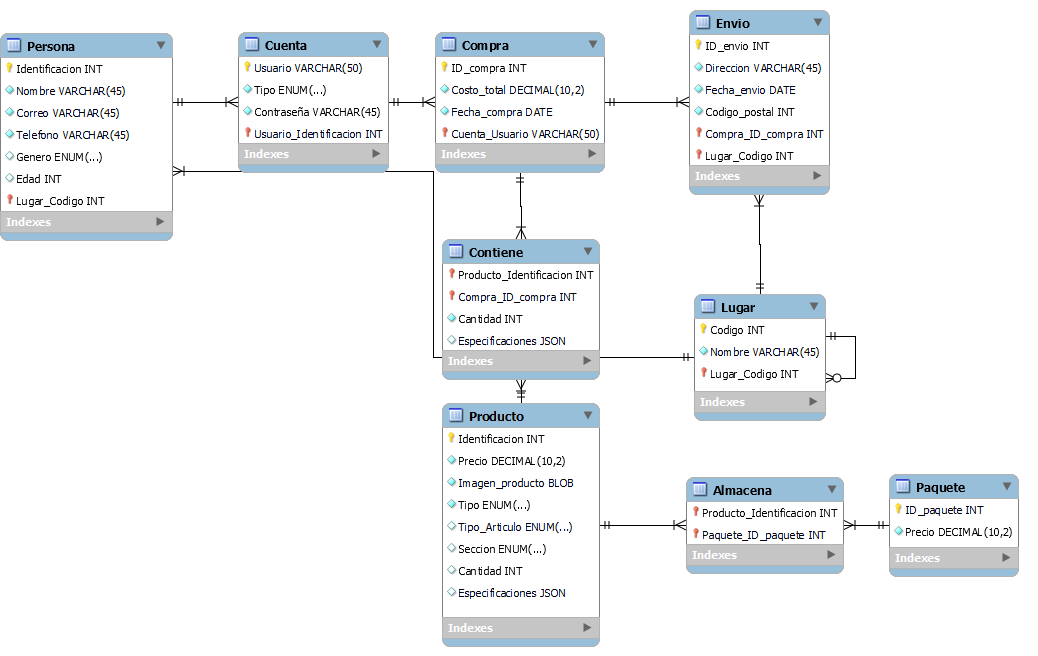 Persona
Identificacion INT
Nombre VARCHAR(45)
Correo VARCHAR(45)
Telefono VARCHAR(45)
Genero ENUM(...)
Edad INT
Lugar_Codigo INT
Indexes
Cuenta
Usuario VARCHAR(50)
Tipo ENUM(...)
Contraseña VARCHAR(45)
Usuario_Identificacion INT
Indexes
Compra
ID_compra INT
Costo_total DECIMAL(10,2)
Fecha_compra DATE
Cuenta_Usuario VARCHAR(50)
Indexes
Envio
ID_envio INT
Direccion VARCHAR(45)
Fecha_envio DATE
Codigo_postal INT
Compra_ID_compra INT
Lugar_Codigo INT
Indexes
Contiene
Producto_Identificacion INT
Compra_ID_compra INT
Cantidad INT
Especificaciones JSON
Indexes
Lugar
Codigo INT
Nombre VARCHAR(45)
Lugar_Codigo INT
Indexes
Producto
Identificacion INT
Precio DECIMAL(10,2)
Imagen_producto BLOB
Tipo ENUM(...)
Tipo_Articulo ENUM(...)
Seccion ENUM(...)
Cantidad INT
Especificaciones JSON
Indexes
Almacena
Producto_Identificacion INT
Paquete_ID_paquete INT
Indexes
Paquete
ID_paquete INT
Precio DECIMAL(10,2)
Indexes